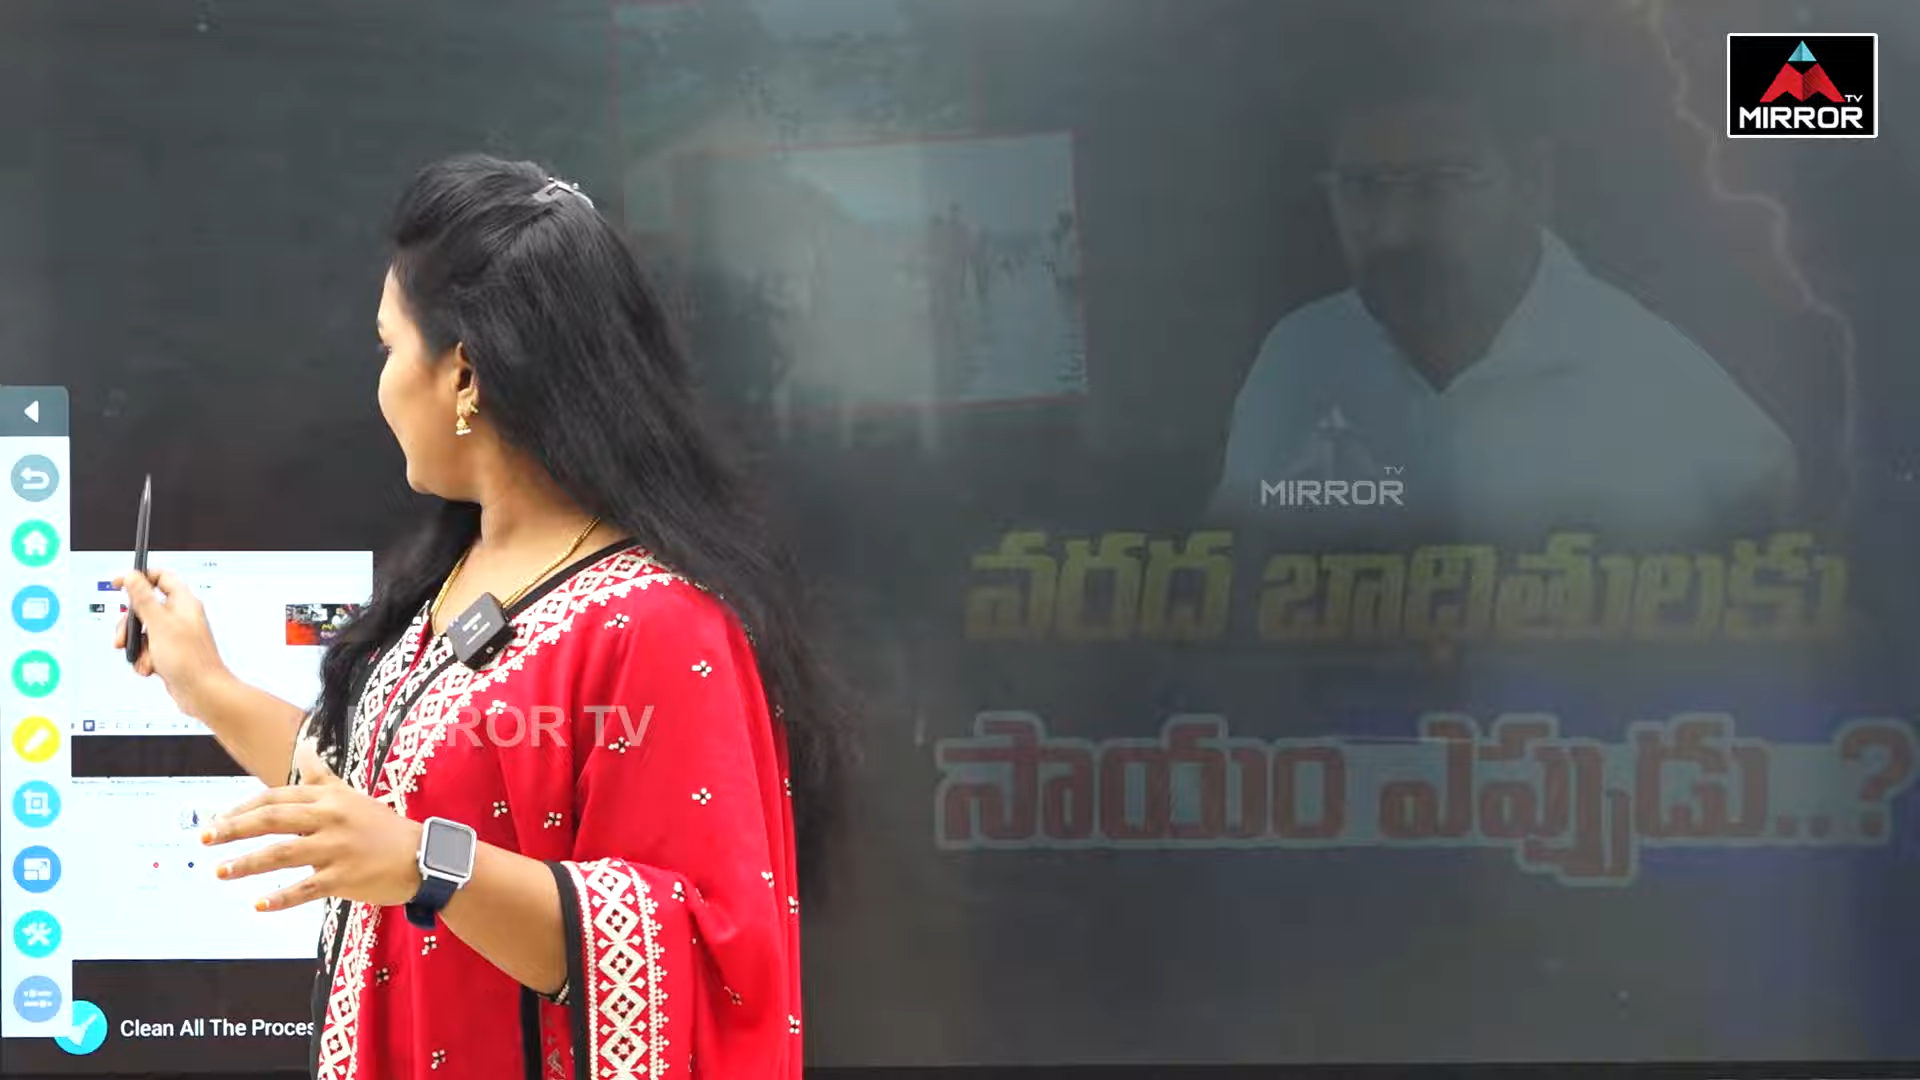 TV
MIRROR
TV
MIRROR
వరద బాధితులకు
MIRROR TV
సాయం ఎప్పుడు..?
Clean All The Proces